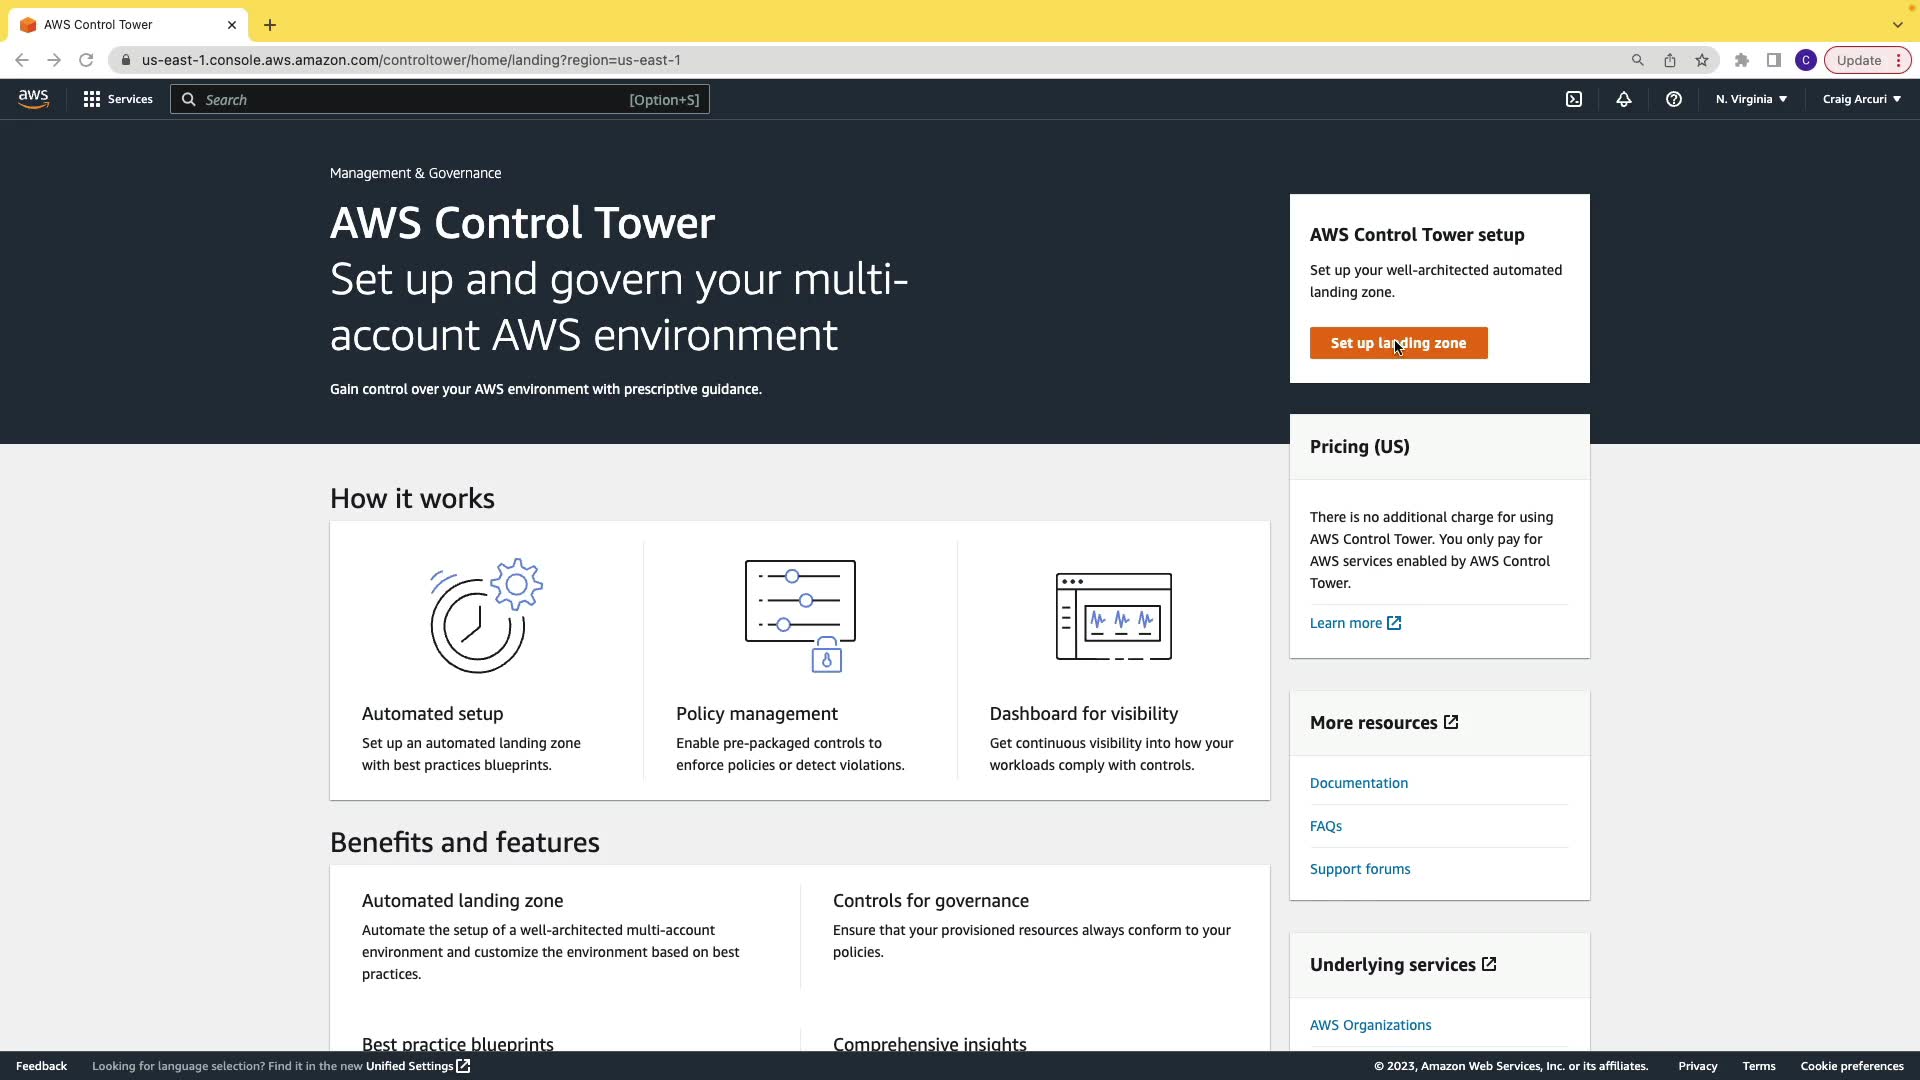 AWS Control Tower
us-east-1.console.aws.amazon.com/controltower/home/landing?region=us-east-1
C
Update
aws
Services
Search
[Option+S]
N. Virginia
Craig Arcuri
Management & Governance
AWS Control Tower
Set up and govern your multi-
account AWS environment
Gain control over your AWS environment with prescriptive guidance.
AWS Control Tower setup
Set up your well-architected automated
landing zone.
Set up landing zone
Pricing (US)
There is no additional charge for using
AWS Control Tower. You only pay for
AWS services enabled by AWS Control
Tower.
Learn more
How it works
Automated setup
Set up an automated landing zone
with best practices blueprints.
Policy management
Enable pre-packaged controls to
enforce policies or detect violations.
Dashboard for visibility
Get continuous visibility into how your
workloads comply with controls.
More resources
Documentation
FAQs
Support forums
Benefits and features
Automated landing zone
Automate the setup of a well-architected multi-account
environment and customize the environment based on best
practices.
Controls for governance
Ensure that your provisioned resources always conform to your
policies.
Best practice blueprints
Comprehensive insights
Underlying services
AWS Organizations
Feedback
Looking for language selection? Find it in the new Unified Settings
© 2023, Amazon Web Services, Inc. or its affiliates.
Privacy
Terms
Cookie preferences